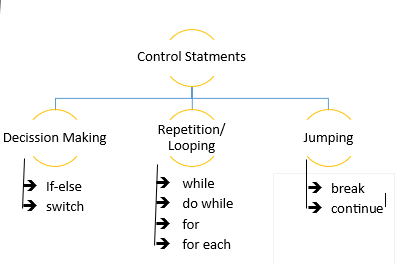 Control Statments
Decission Making
If-else
switch
Repetition/
Looping
while
do while
for
for each
Jumping
break
continue